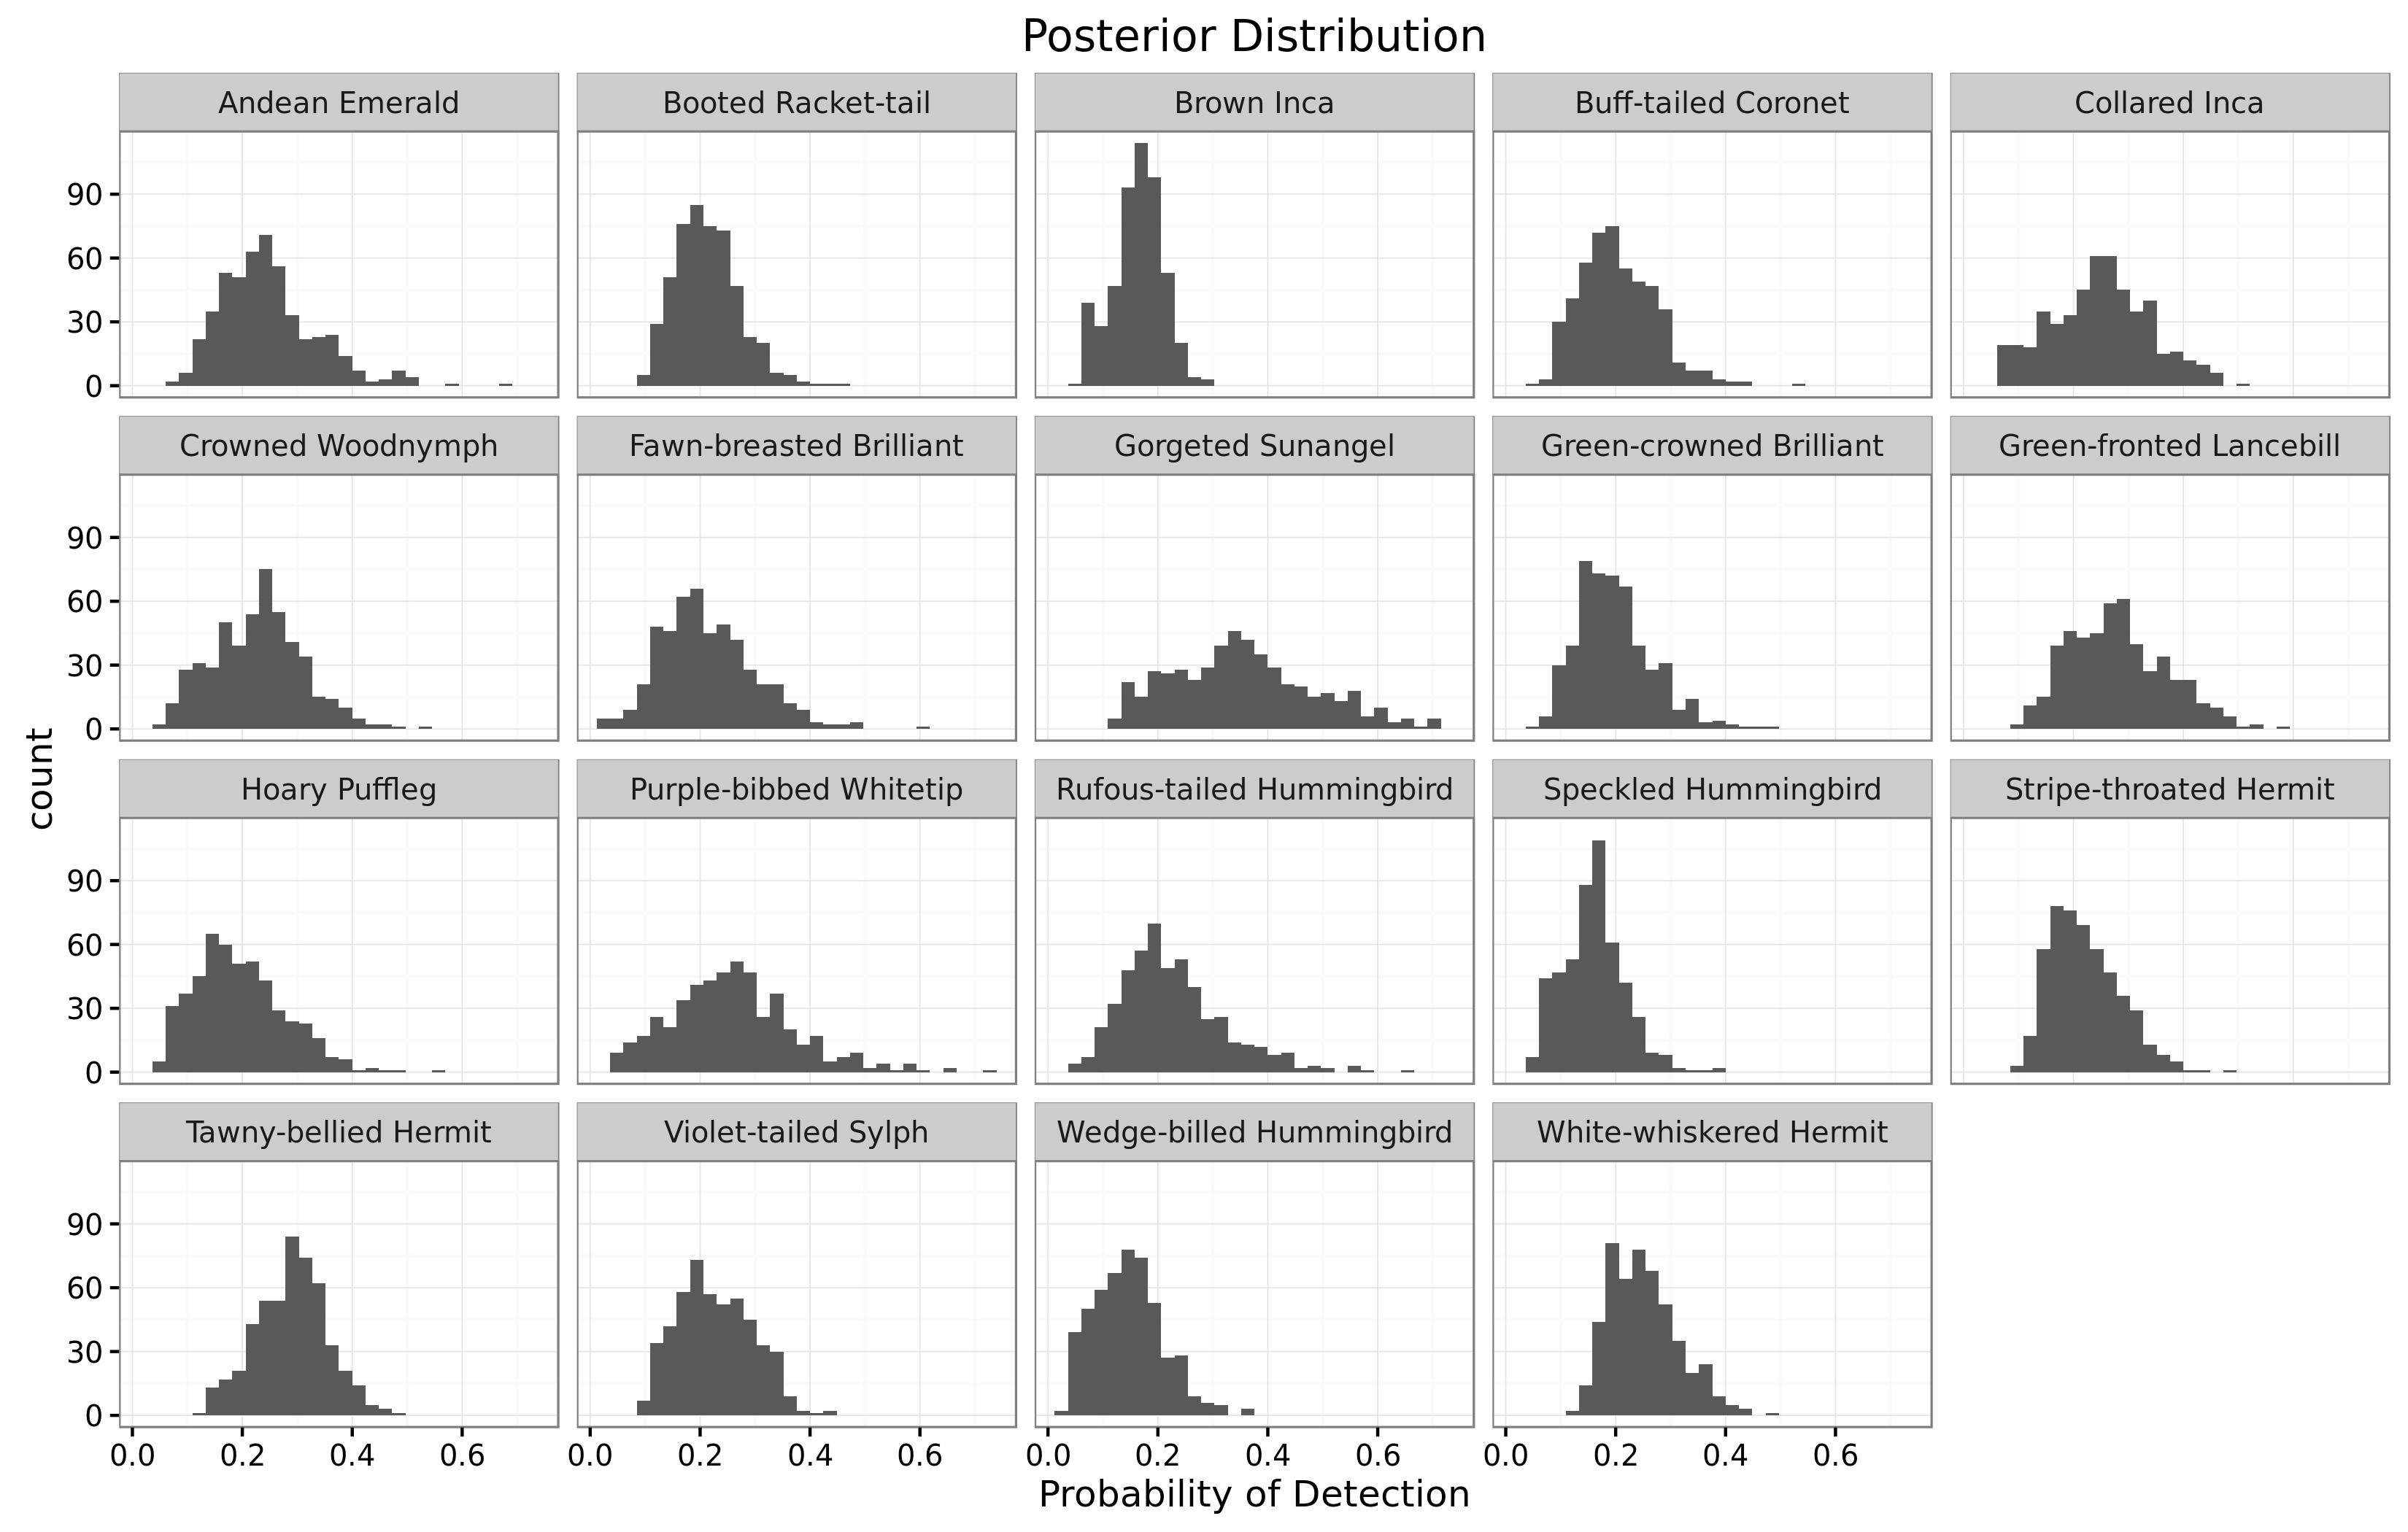 Posterior Distribution
Andean Emerald
Booted Racket-tail
Brown Inca
Buff-tailed Coronet
Collared Inca
90
60
30
0
Crowned Woodnymph
Fawn-breasted Brilliant
Gorgeted Sunangel
Green-crowned Brilliant
Green-fronted Lancebill
90
60
30
0
count
Hoary Puffleg
Purple-bibbed Whitetip
Rufous-tailed Hummingbird
Speckled Hummingbird
Stripe-throated Hermit
90
60
30
0
Tawny-bellied Hermit
Violet-tailed Sylph
Wedge-billed Hummingbird
White-whiskered Hermit
90
60
30
0
0.0 0.2 0.4 0.6
0.0 0.2 0.4 0.6
0.0 0.2 0.4 0.6
0.0 0.2 0.4 0.6
Probability of Detection